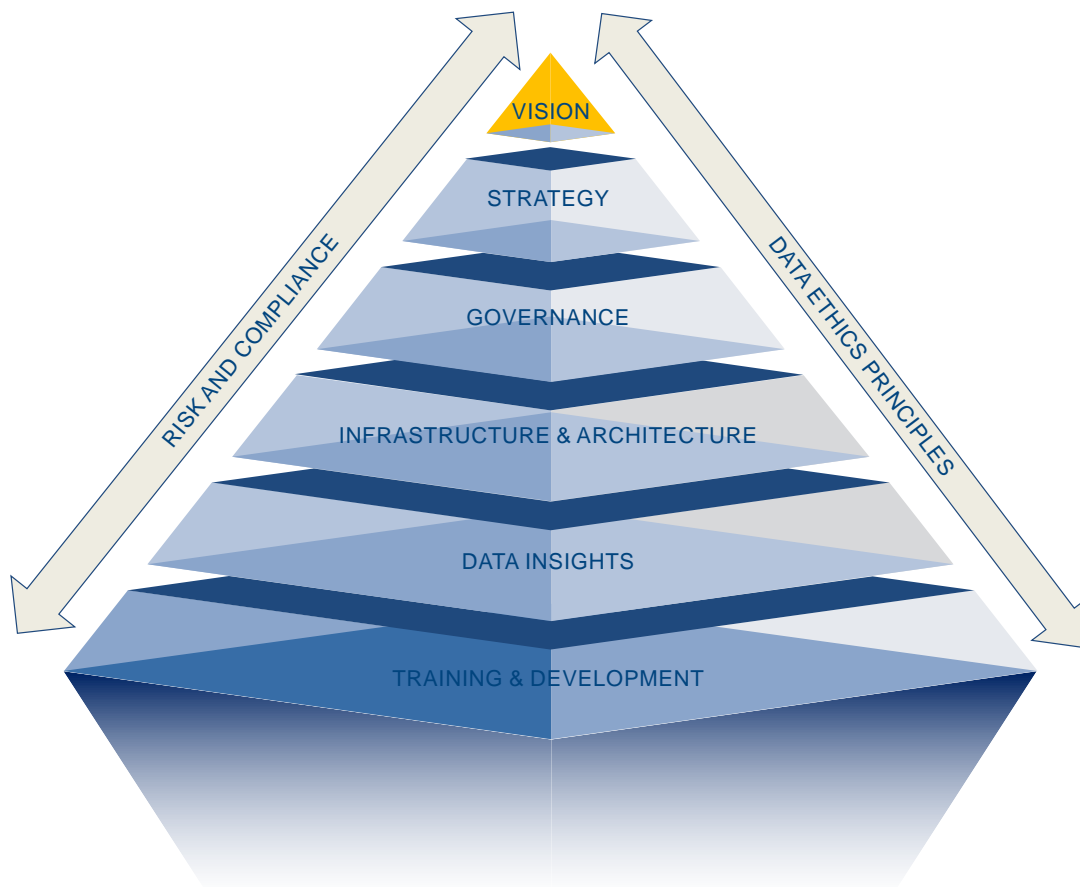 VISION
STRATEGY
GOVERNANCE
INFRASTRUCTURE & ARCHITECTURE
DATA INSIGHTS
TRAINING & DEVELOPMENT
RISK AND COMPLIANCE
DATA ETHICS PRINCIPLES